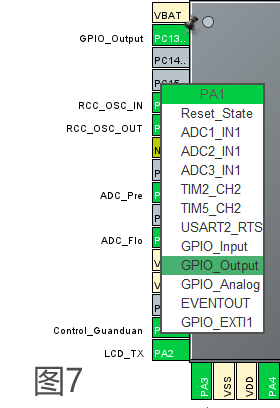 VBAT
GPIO_Output
PC13..
PC14..
PC15
PA1
RCC_OSC_IN
Reset_State
RCC_OSC_OUT
ADC1_IN1
ADC2_IN1
ADC3_IN1
ADC_Pre
TIM2_CH2
TIM5_CH2
USART2_RTS
ADC_Flo
GPIO_Input
GPIO_Output
GPIO_Analog
EVENTOUT
Control_Guanduan
GPIO_EXTI1
LCD_TX
PA2
图7
PA3
VSS
VDD
PA4